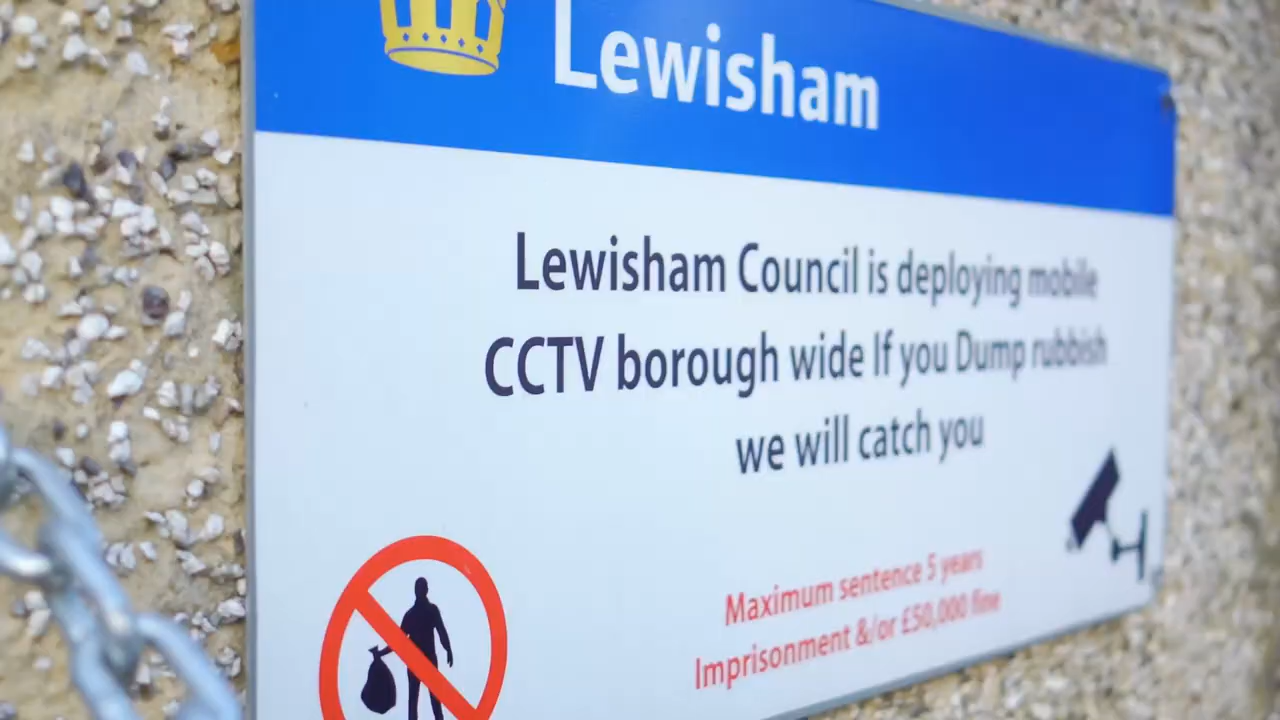 Lewisham
Lewisham Council is deploying mobile
CCTV borough wide If you Dump rubbish
we will catch you
Maximum sentence 5 years
Imprisonment &/or £50,000 fine